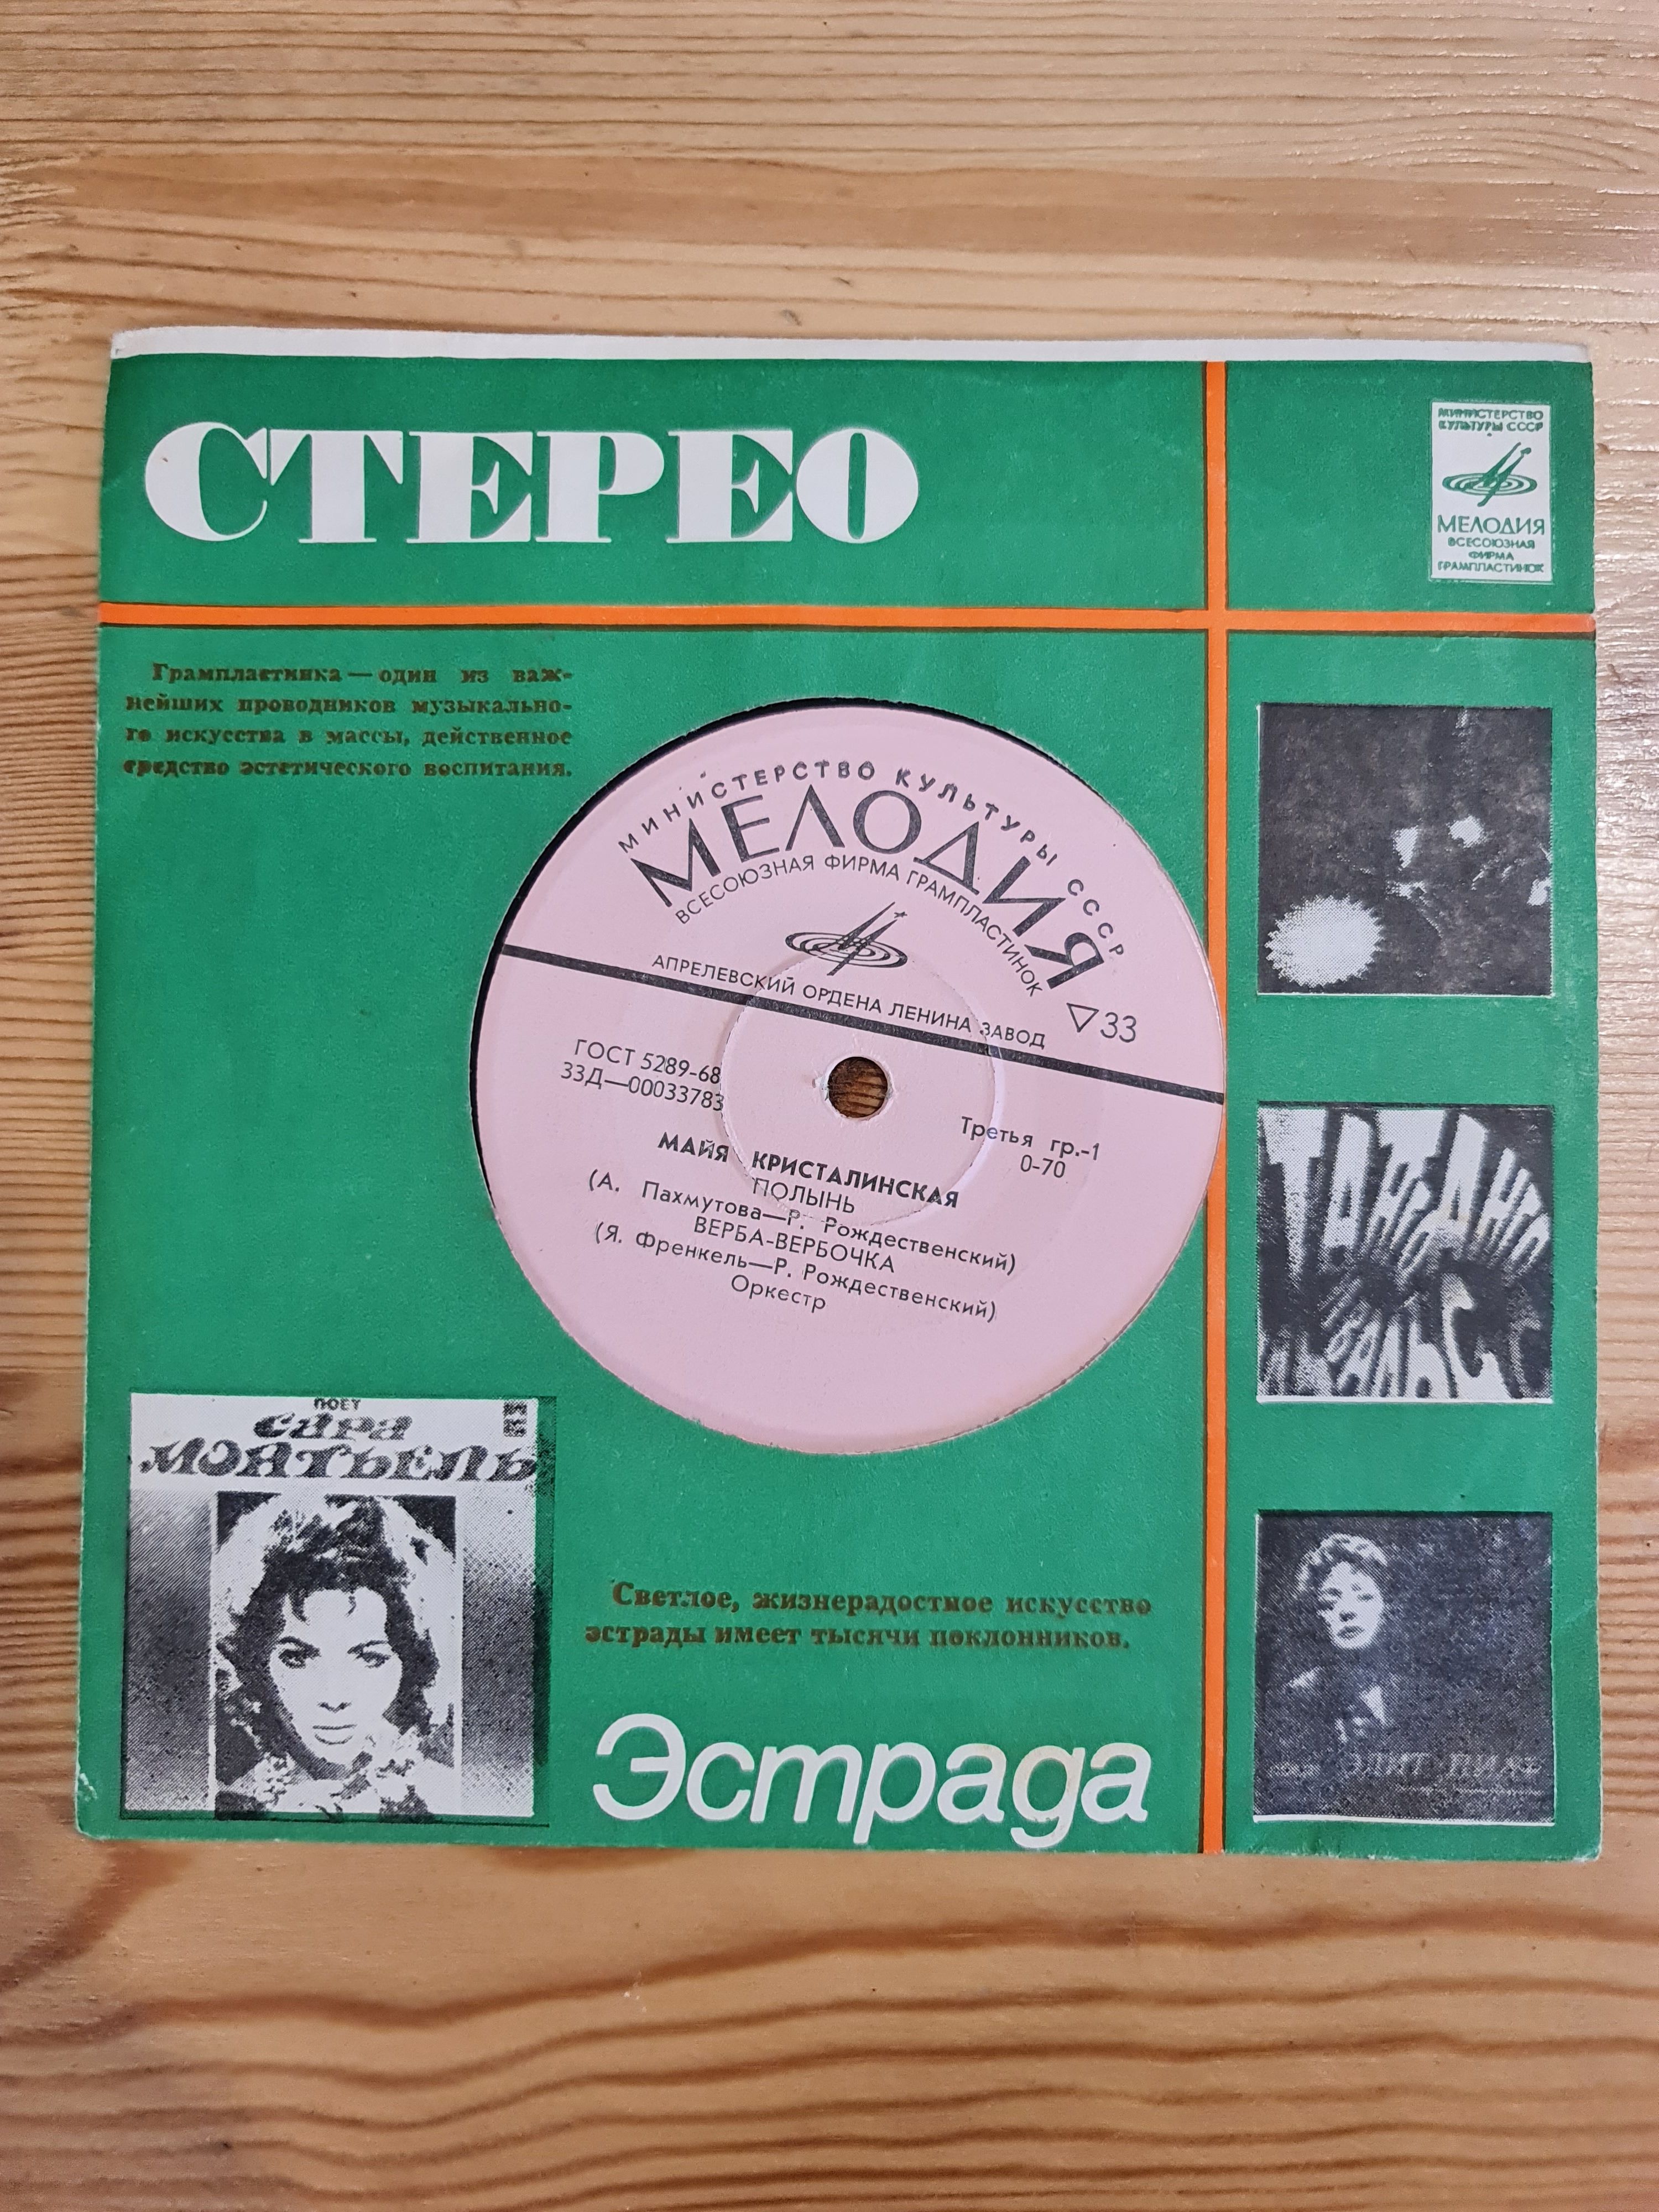 СТЕРЕО
МИНИСТЕРСТВО
КУЛЬТУРЫ СССР
МЕЛОДИЯ
ВСЕСОЮЗНАЯ
ФИРМА
ГРАМПЛАСТИНОК
Грампластинка — один из важ-
нейших проводников музыкально-
го искусства в массы, действенное
средство эстетического воспитания.
МИНИСТЕРСТВО КУЛЬТУРЫ СССР
МЕЛОДИЯ
ВСЕСОЮЗНАЯ ФИРМА ГРАМПЛАСТИНОК
АПРЕЛЕВСКИЙ ОРДЕНА ЛЕНИНА ЗАВОД
▽33
ГОСТ 5289-68
33Д—00033783
Третья гр.-1
0-70
МАЙЯ КРИСТАЛИНСКАЯ
ПОЛЫНЬ
(А. Пахмутова—Р. Рождественский)
ВЕРБА-ВЕРБОЧКА
(Я. Френкель—Р. Рождественский)
Оркестр
ПОЕТ
Сара
МОНТЬЕЛЬ
Светлое, жизнерадостное искусство
эстрады имеет тысячи поклонников.
Эстрада
ТАНГО